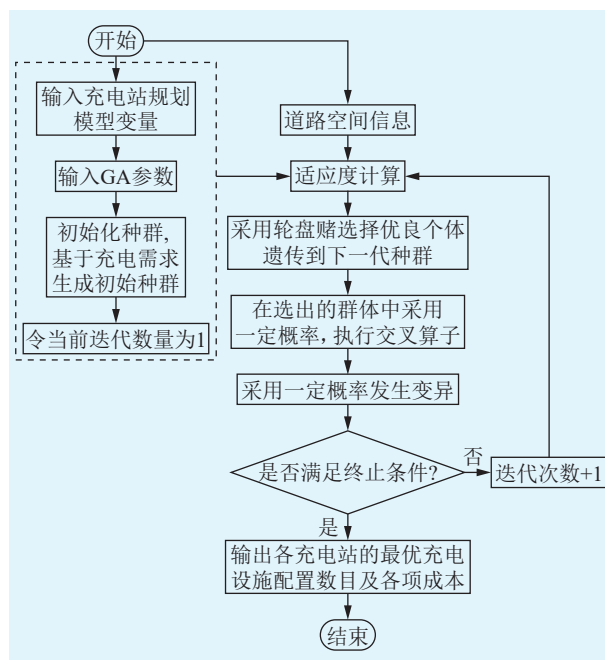 开始
输入充电站规划
模型变量
输入GA参数
初始化种群,
基于充电需求
生成初始种群
令当前迭代数量为1
道路空间信息
适应度计算
采用轮盘赌选择优良个体
遗传到下一代种群
在选出的群体中采用
一定概率,执行交叉算子
采用一定概率发生变异
是否满足终止条件?
否
迭代次数+1
是
输出各充电站的最优充电
设施配置数目及各项成本
结束